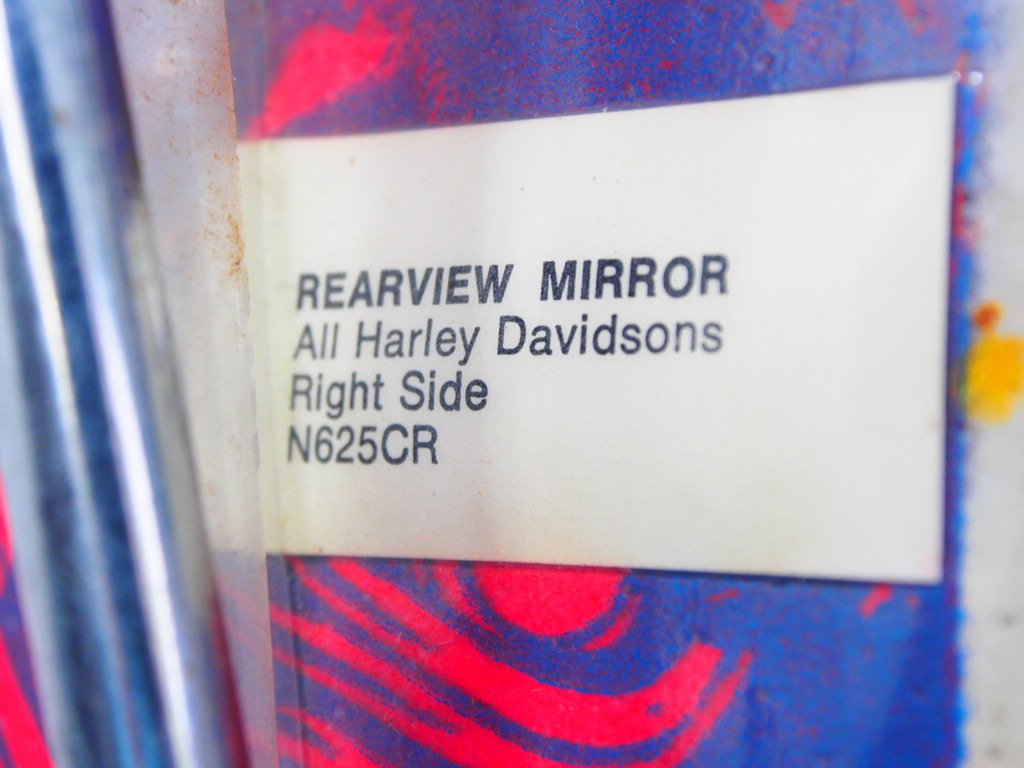 REARVIEW MIRROR
All Harley Davidsons
Right Side
N625CR